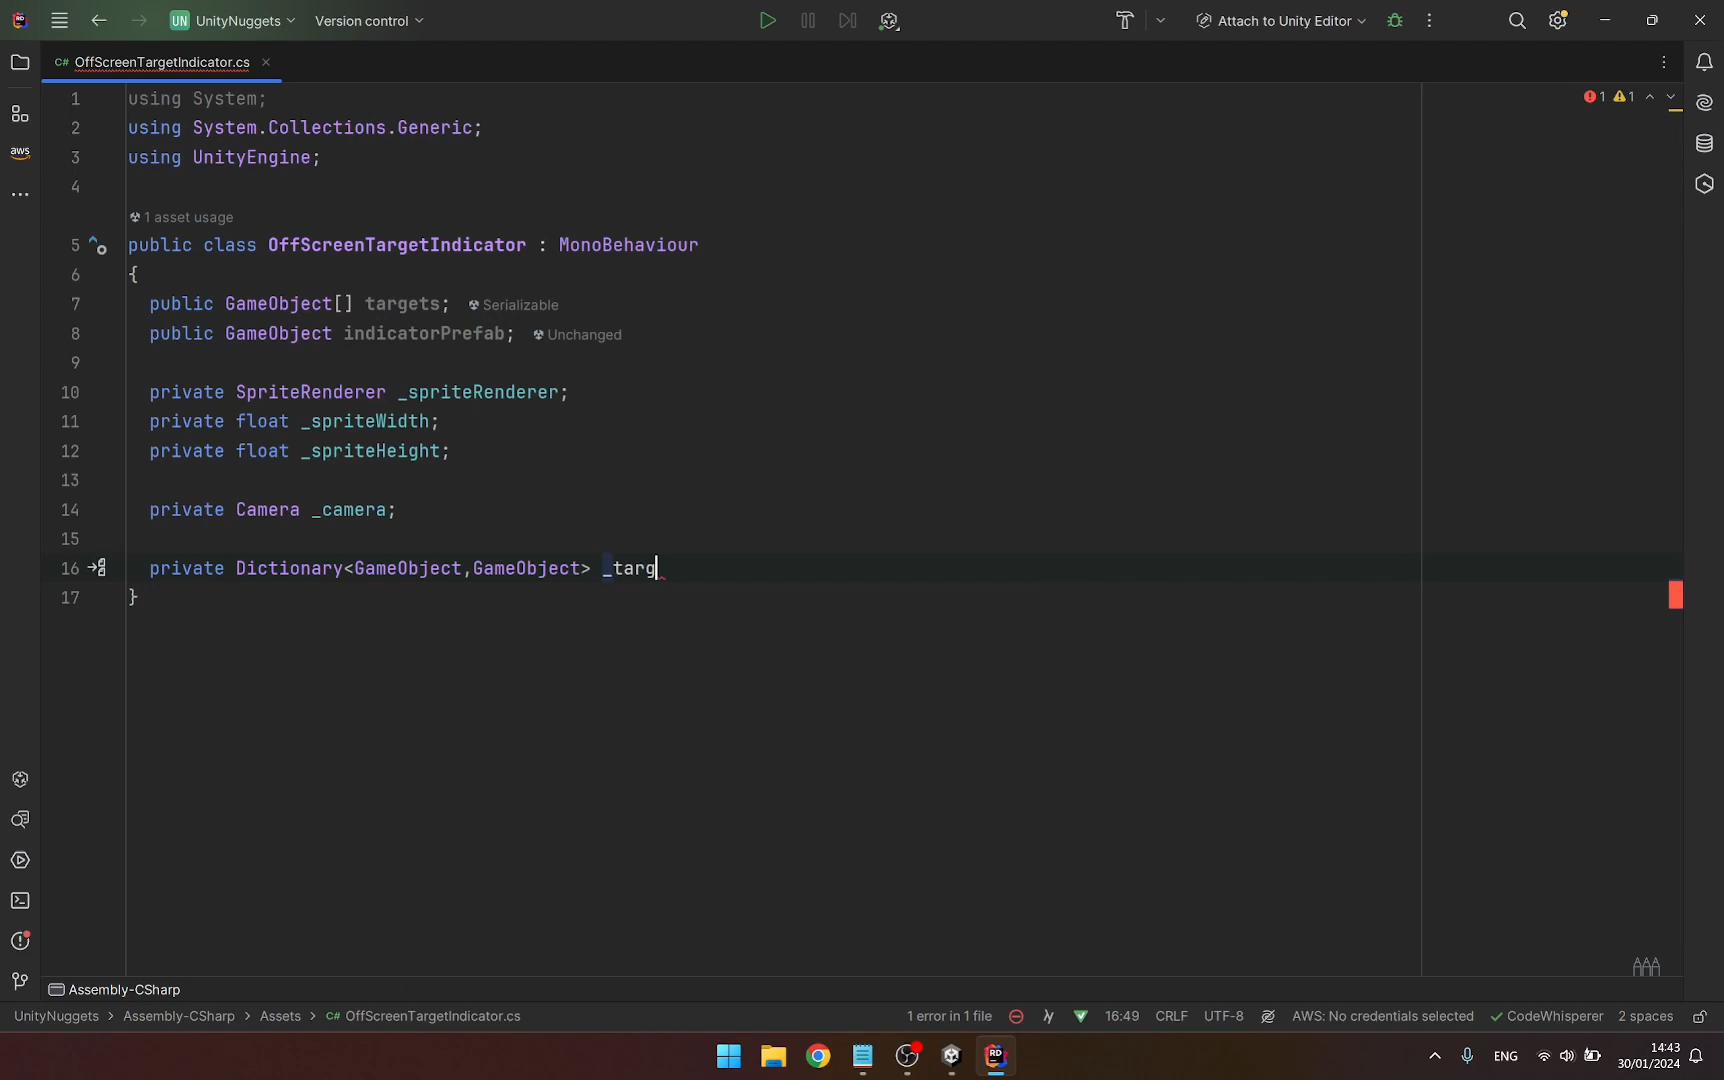 UN UnityNuggets Version control Attach to Unity Editor
C# OffScreenTargetIndicator.cs
1 using System; 1 1
2 using System.Collections.Generic;
3 using UnityEngine;
4
1 asset usage
5 public class OffScreenTargetIndicator : MonoBehaviour
6 {
7 public GameObject[] targets; Serializable
8 public GameObject indicatorPrefab; Unchanged
9
10 private SpriteRenderer _spriteRenderer;
11 private float _spriteWidth;
12 private float _spriteHeight;
13
14 private Camera _camera;
15
16 private Dictionary<GameObject,GameObject> _targ
17 }
aws
Assembly-CSharp
UnityNuggets > Assembly-CSharp > Assets > C# OffScreenTargetIndicator.cs 1 error in 1 file 16:49 CRLF UTF-8 AWS: No credentials selected CodeWhisperer 2 spaces
RD ENG 14:43
30/01/2024